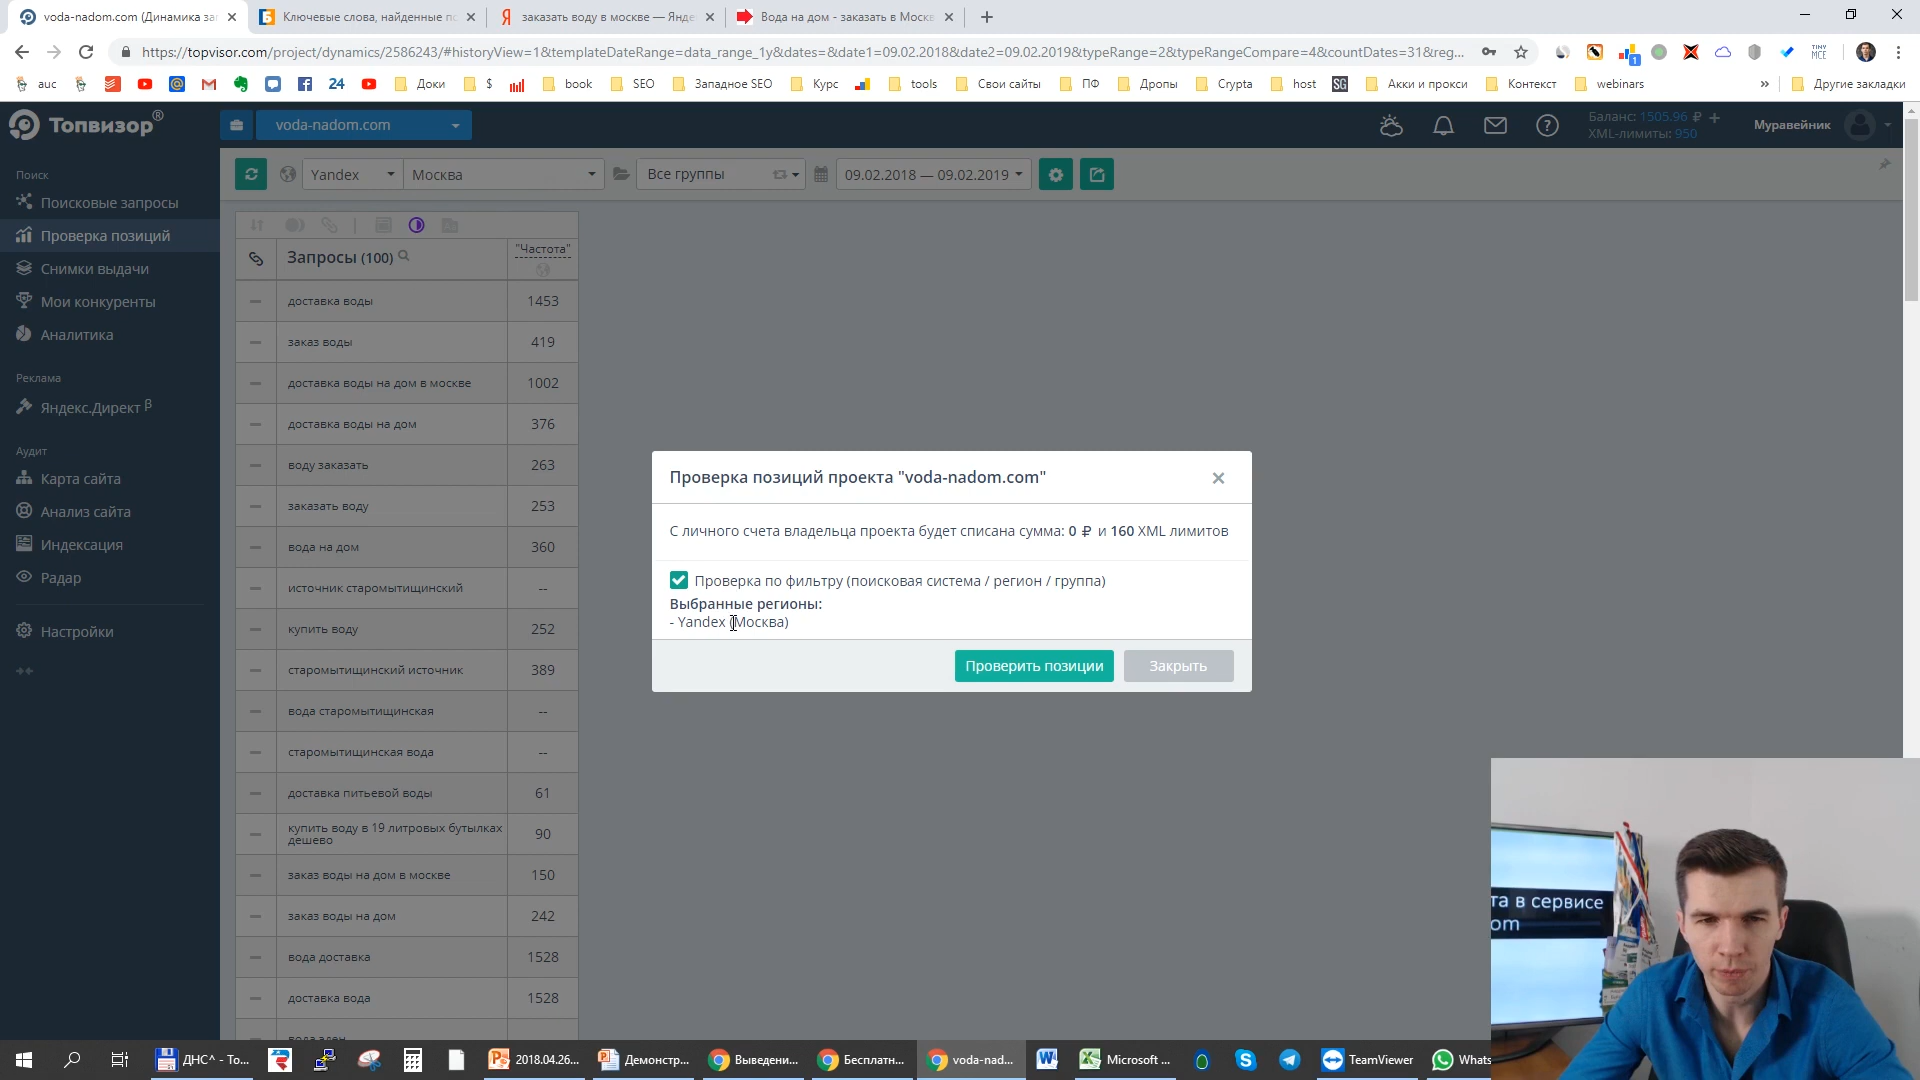 voda-nadom.com (Динамика за
Ключевые слова, найденные по
заказать воду в москве — Янде
Вода на дом - заказать в Москв
https://topvisor.com/project/dynamics/2586243/#historyView=1&templateDateRange=data_range_1y&dates=&date1=09.02.2018&date2=09.02.2019&typeRange=2&typeRangeCompare=4&countDates=31&reg...
auc
24
Доки
$
book
SEO
Западное SEO
Курс
tools
Свои сайты
ПФ
Дропы
Crypta
host
SG
Акки и прокси
Контекст
webinars
»
Другие закладки
Топвизор®
voda-nadom.com
Баланс: 1505.96 ₽ +
XML-лимиты: 950
Муравейник
Поиск
Поисковые запросы
Проверка позиций
Снимки выдачи
Мои конкуренты
Аналитика
Реклама
Яндекс.Директ β
Аудит
Карта сайта
Анализ сайта
Индексация
Радар
Настройки
Yandex
Москва
Все группы
09.02.2018 — 09.02.2019
Запросы (100)
"Частота"
доставка воды 1453
заказ воды 419
доставка воды на дом в москве 1002
доставка воды на дом 376
воду заказать 263
заказать воду 253
вода на дом 360
источник старомытищинский --
купить воду 252
старомытищинский источник 389
вода старомытищинская --
старомытищинская вода --
доставка питьевой воды 61
купить воду в 19 литровых бутылках
дешево 90
заказ воды на дом в москве 150
заказ воды на дом 242
вода доставка 1528
доставка вода 1528
Проверка позиций проекта "voda-nadom.com"
С личного счета владельца проекта будет списана сумма: 0 ₽ и 160 XML лимитов
Проверка по фильтру (поисковая система / регион / группа)
Выбранные регионы:
- Yandex (Москва)
Проверить позиции
Закрыть
та в сервисе
om
ДНС^ - То...
2018.04.26...
Демонстр...
Выведени...
Бесплатн...
voda-nad...
Microsoft ...
TeamViewer
Whats